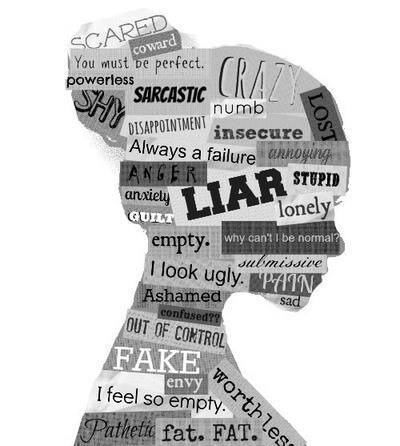 SCARED
coward
You must be perfect.
powerless
CRAZY
SHY
SARCASTIC
numb
LOST
DISAPPOINTMENT
insecure
Always a failure
annoying
ANGER
LIAR
STUPID
anxiety
lonely
GUILT
empty.
why can't I be normal?
submissive
I look ugly.
PAIN
Ashamed
sad
confused??
OUT OF CONTROL
FAKE
envy
worthless
I feel so empty.
Pathetic
fat. FAT.